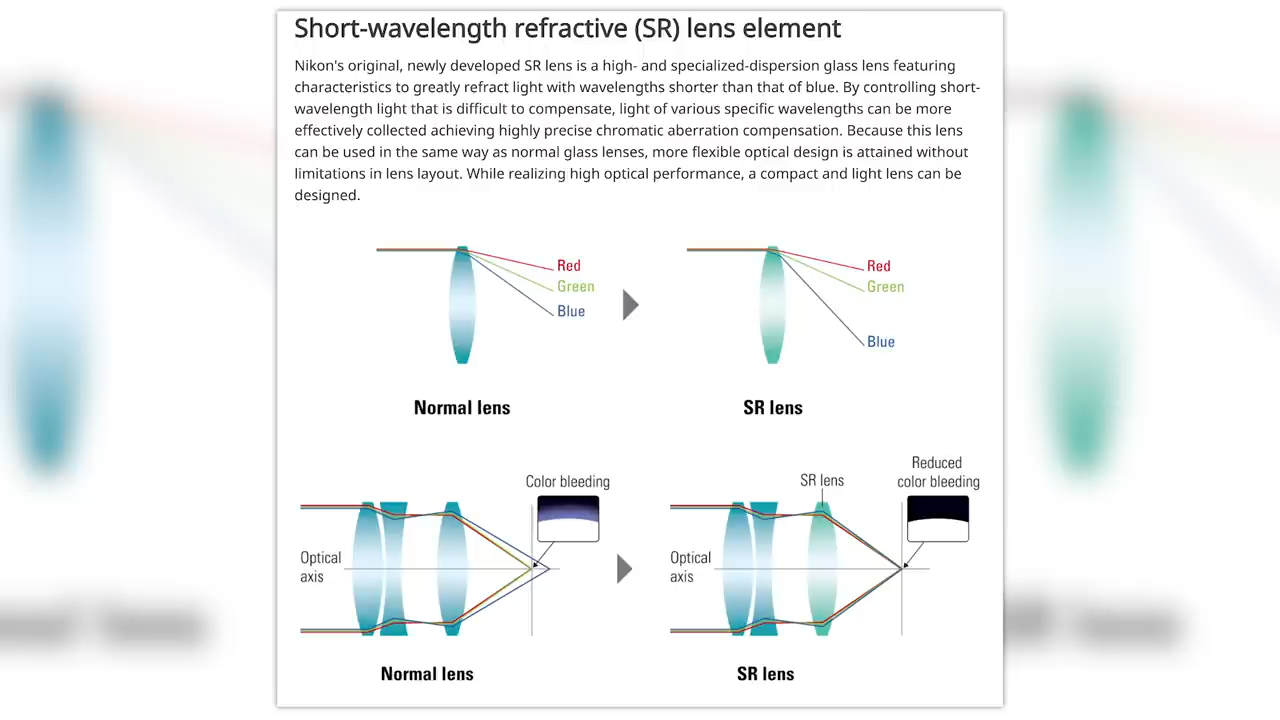 Short-wavelength refractive (SR) lens element
Nikon's original, newly developed SR lens is a high- and specialized-dispersion glass lens featuring
characteristics to greatly refract light with wavelengths shorter than that of blue. By controlling short-
wavelength light that is difficult to compensate, light of various specific wavelengths can be more
effectively collected achieving highly precise chromatic aberration compensation. Because this lens
can be used in the same way as normal glass lenses, more flexible optical design is attained without
limitations in lens layout. While realizing high optical performance, a compact and light lens can be
designed.
Red
Green
Blue
Normal lens
Red
Green
Blue
SR lens
Color bleeding
Optical
axis
Normal lens
SR lens
Reduced
color bleeding
Optical
axis
SR lens